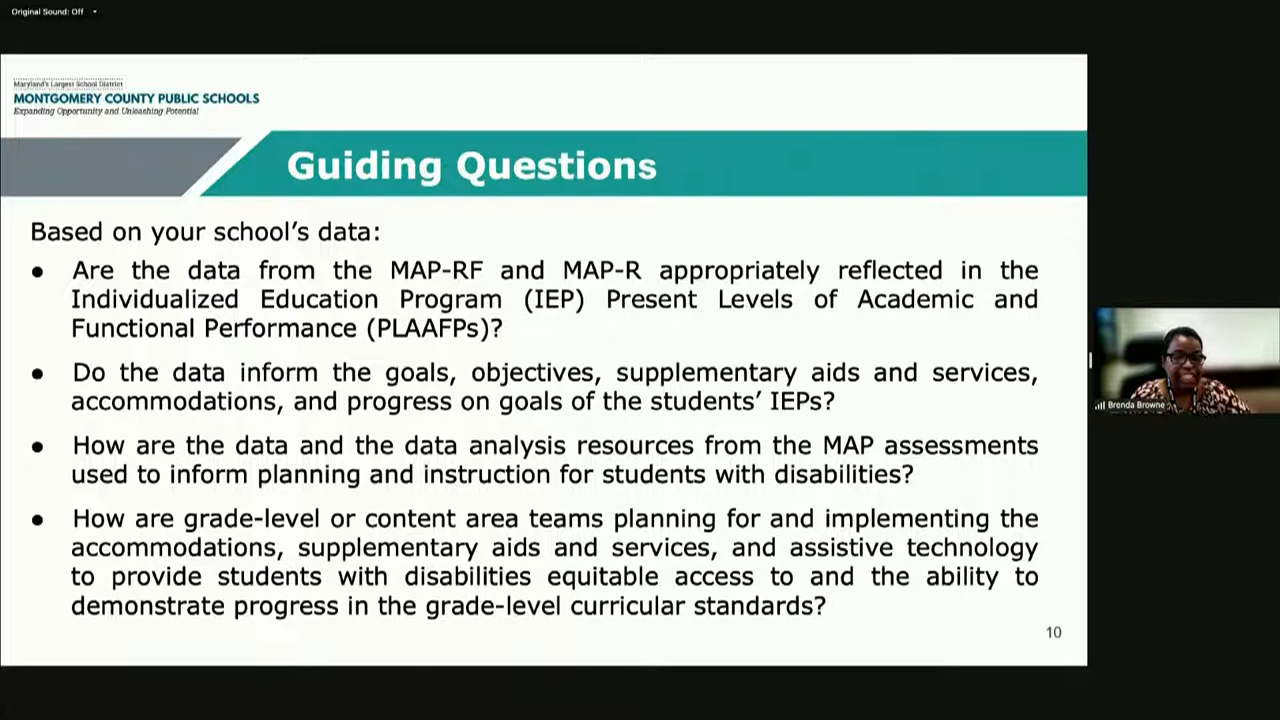 Original Sound: Off
Maryland's Largest School District
MONTGOMERY COUNTY PUBLIC SCHOOLS
Expanding Opportunity and Unleashing Potential
Guiding Questions
Based on your school's data:
● Are the data from the MAP-RF and MAP-R appropriately reflected in the
Individualized Education Program (IEP) Present Levels of Academic and
Functional Performance (PLAAFPs)?
● Do the data inform the goals, objectives, supplementary aids and services,
accommodations, and progress on goals of the students' IEPs?
● How are the data and the data analysis resources from the MAP assessments
used to inform planning and instruction for students with disabilities?
● How are grade-level or content area teams planning for and implementing the
accommodations, supplementary aids and services, and assistive technology
to provide students with disabilities equitable access to and the ability to
demonstrate progress in the grade-level curricular standards?
10
Brenda Browne